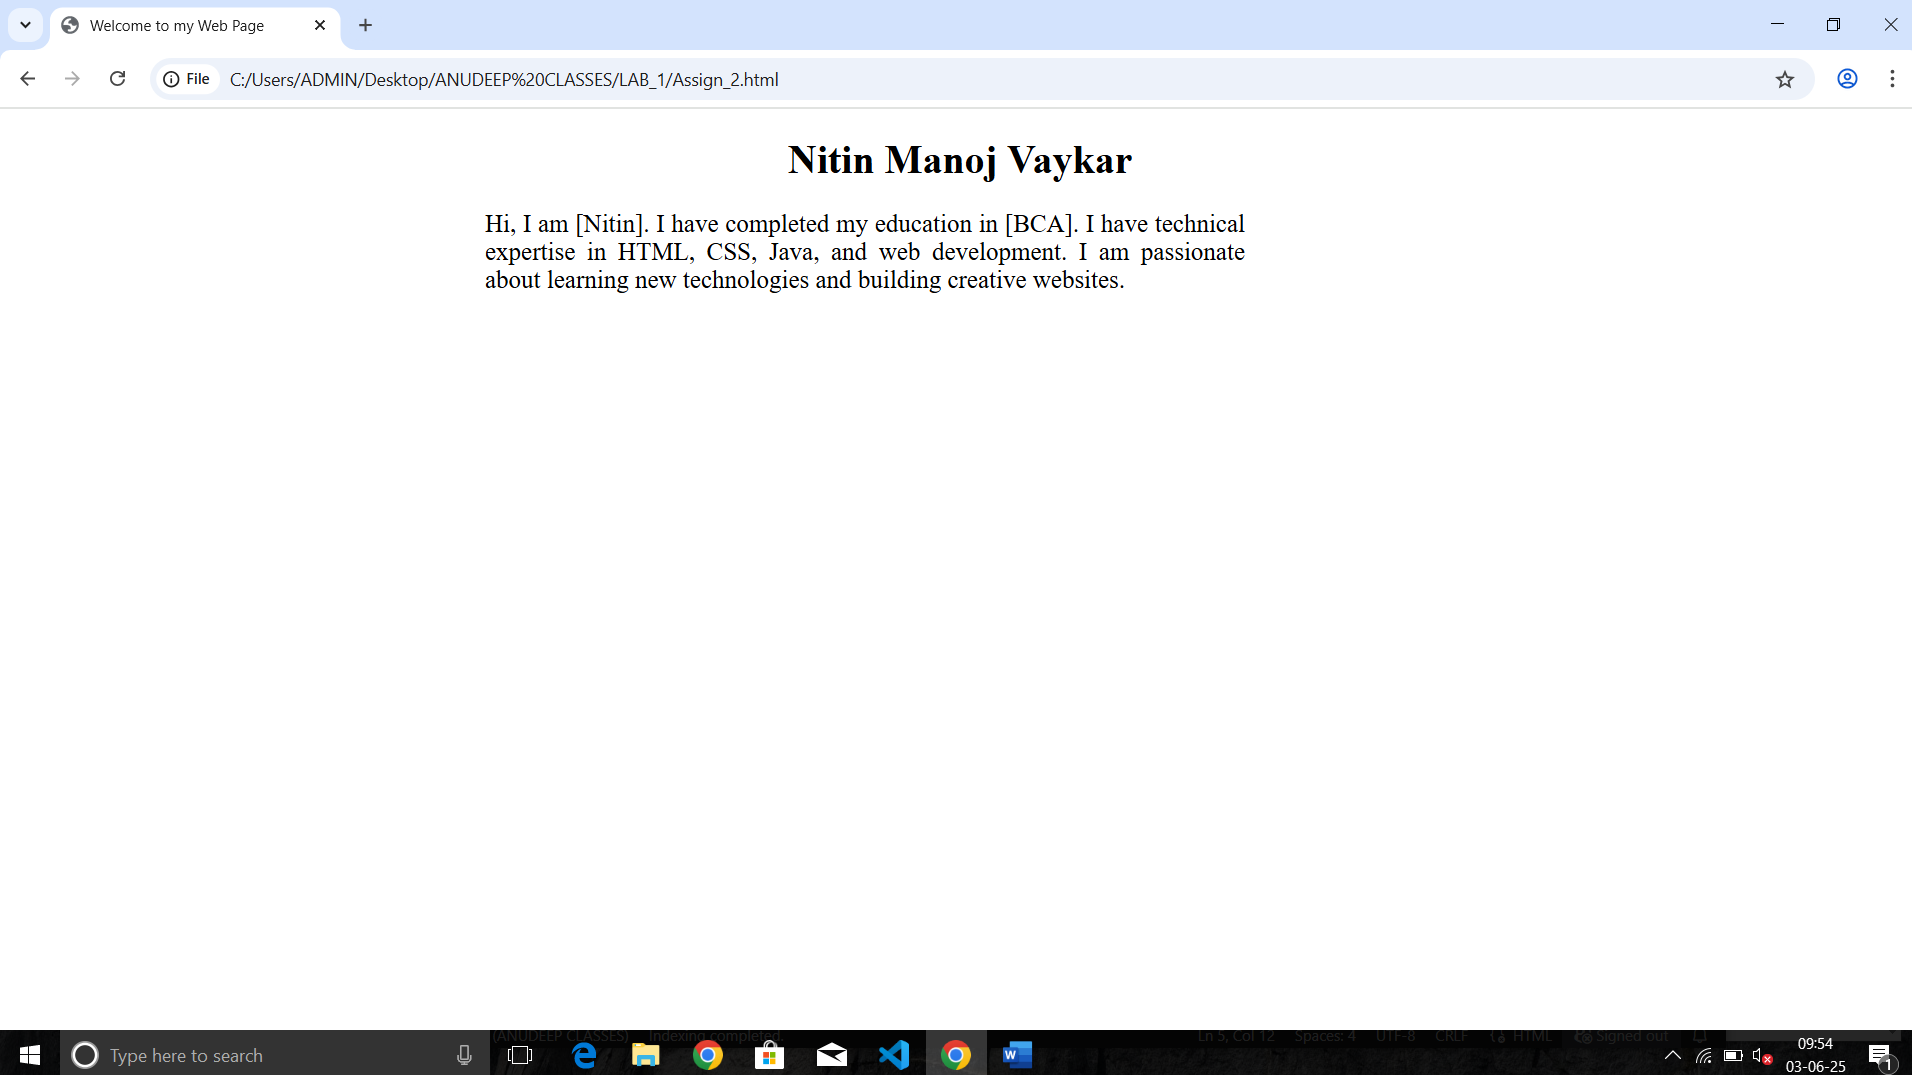 Welcome to my Web Page
File C:/Users/ADMIN/Desktop/ANUDEEP%20CLASSES/LAB_1/Assign_2.html
Nitin Manoj Vaykar
Hi, I am [Nitin]. I have completed my education in [BCA]. I have technical
expertise in HTML, CSS, Java, and web development. I am passionate
about learning new technologies and building creative websites.
(ANUDEEP CLASSES) Indexing completed. Ln 5, Col 12 Spaces: 4 UTF-8 CRLF HTML Signed out
Type here to search
W
09:54
03-06-25
1